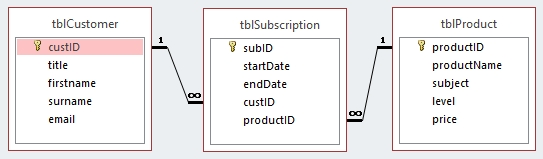 tblCustomer
custID
title
firstname
surname
email
1
∞
tblSubscription
subID
startDate
endDate
custID
productID
1
∞
tblProduct
productID
productName
subject
level
price